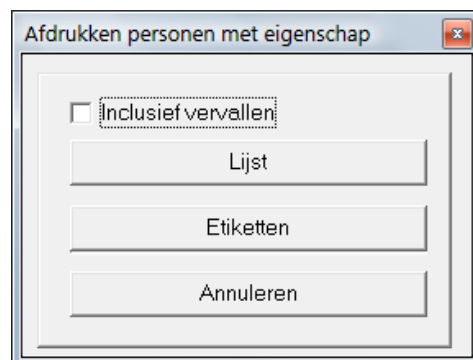 Afdrukken personen met eigenschap
Inclusief vervallen
Lijst
Etiketten
Annuleren